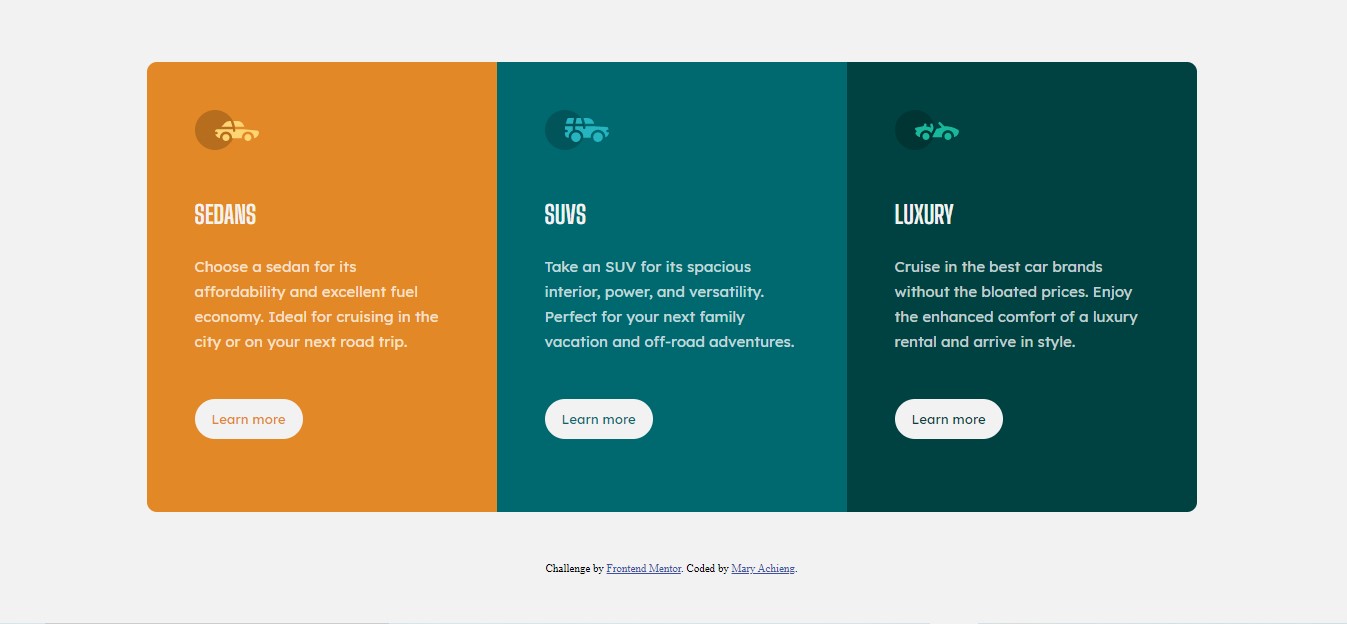 SEDANS
Choose a sedan for its
affordability and excellent fuel
economy. Ideal for cruising in the
city or on your next road trip.
Learn more
SUVS
Take an SUV for its spacious
interior, power, and versatility.
Perfect for your next family
vacation and off-road adventures.
Learn more
LUXURY
Cruise in the best car brands
without the bloated prices. Enjoy
the enhanced comfort of a luxury
rental and arrive in style.
Learn more
Challenge by Frontend Mentor. Coded by Mary Achieng.